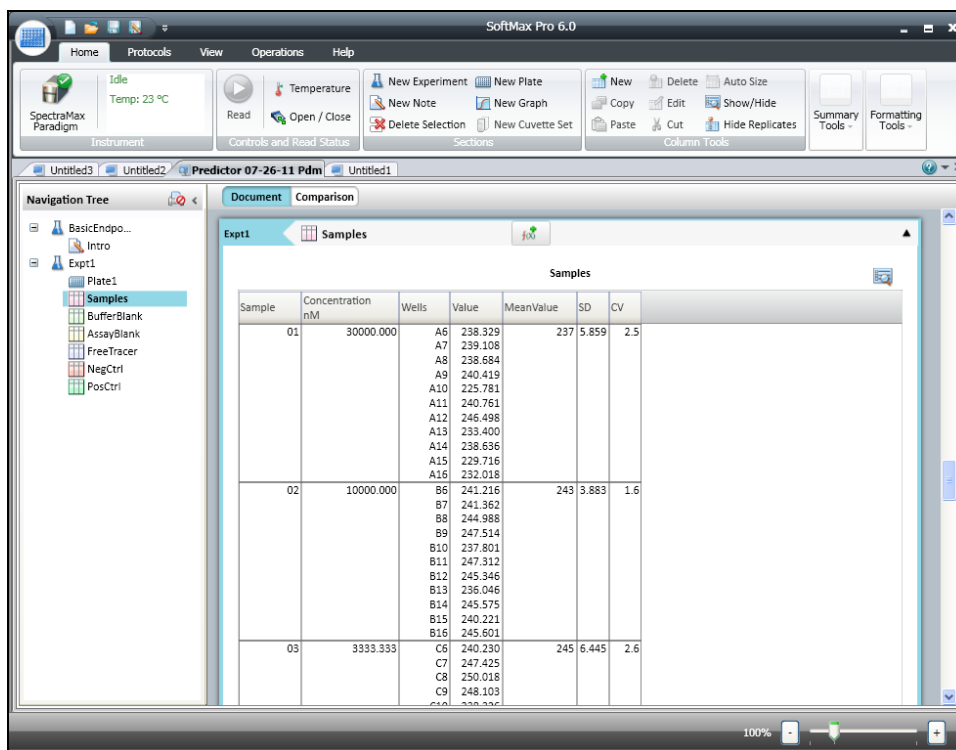 SoftMax Pro 6.0
Home Protocols View Operations Help
Idle
Temp: 23 ºC
SpectraMax
Paradigm
Instrument
Read
Temperature
Open / Close
Controls and Read Status
New Experiment New Plate
New Note New Graph
Delete Selection New Cuvette Set
Sections
New Delete Auto Size
Copy Edit Show/Hide
Paste Cut Hide Replicates
Column Tools
Summary
Tools
Formatting
Tools
Untitled3 Untitled2 Predictor 07-26-11 Pdm Untitled1
Navigation Tree
BasicEndpo...
Intro
Expt1
Plate1
Samples
BufferBlank
AssayBlank
FreeTracer
NegCtrl
PosCtrl
Document Comparison
Expt1 Samples
Samples
Sample Concentration nM Wells Value MeanValue SD CV
01 30000.000 A6 238.329 237 5.859 2.5
A7 239.108
A8 238.684
A9 240.419
A10 225.781
A11 240.761
A12 246.498
A13 233.400
A14 238.636
A15 229.716
A16 232.018
02 10000.000 B6 241.216 243 3.883 1.6
B7 241.362
B8 244.988
B9 247.514
B10 237.801
B11 247.312
B12 245.346
B13 236.046
B14 245.575
B15 240.221
B16 245.601
03 3333.333 C6 240.230 245 6.445 2.6
C7 247.425
C8 250.018
C9 248.103
100%